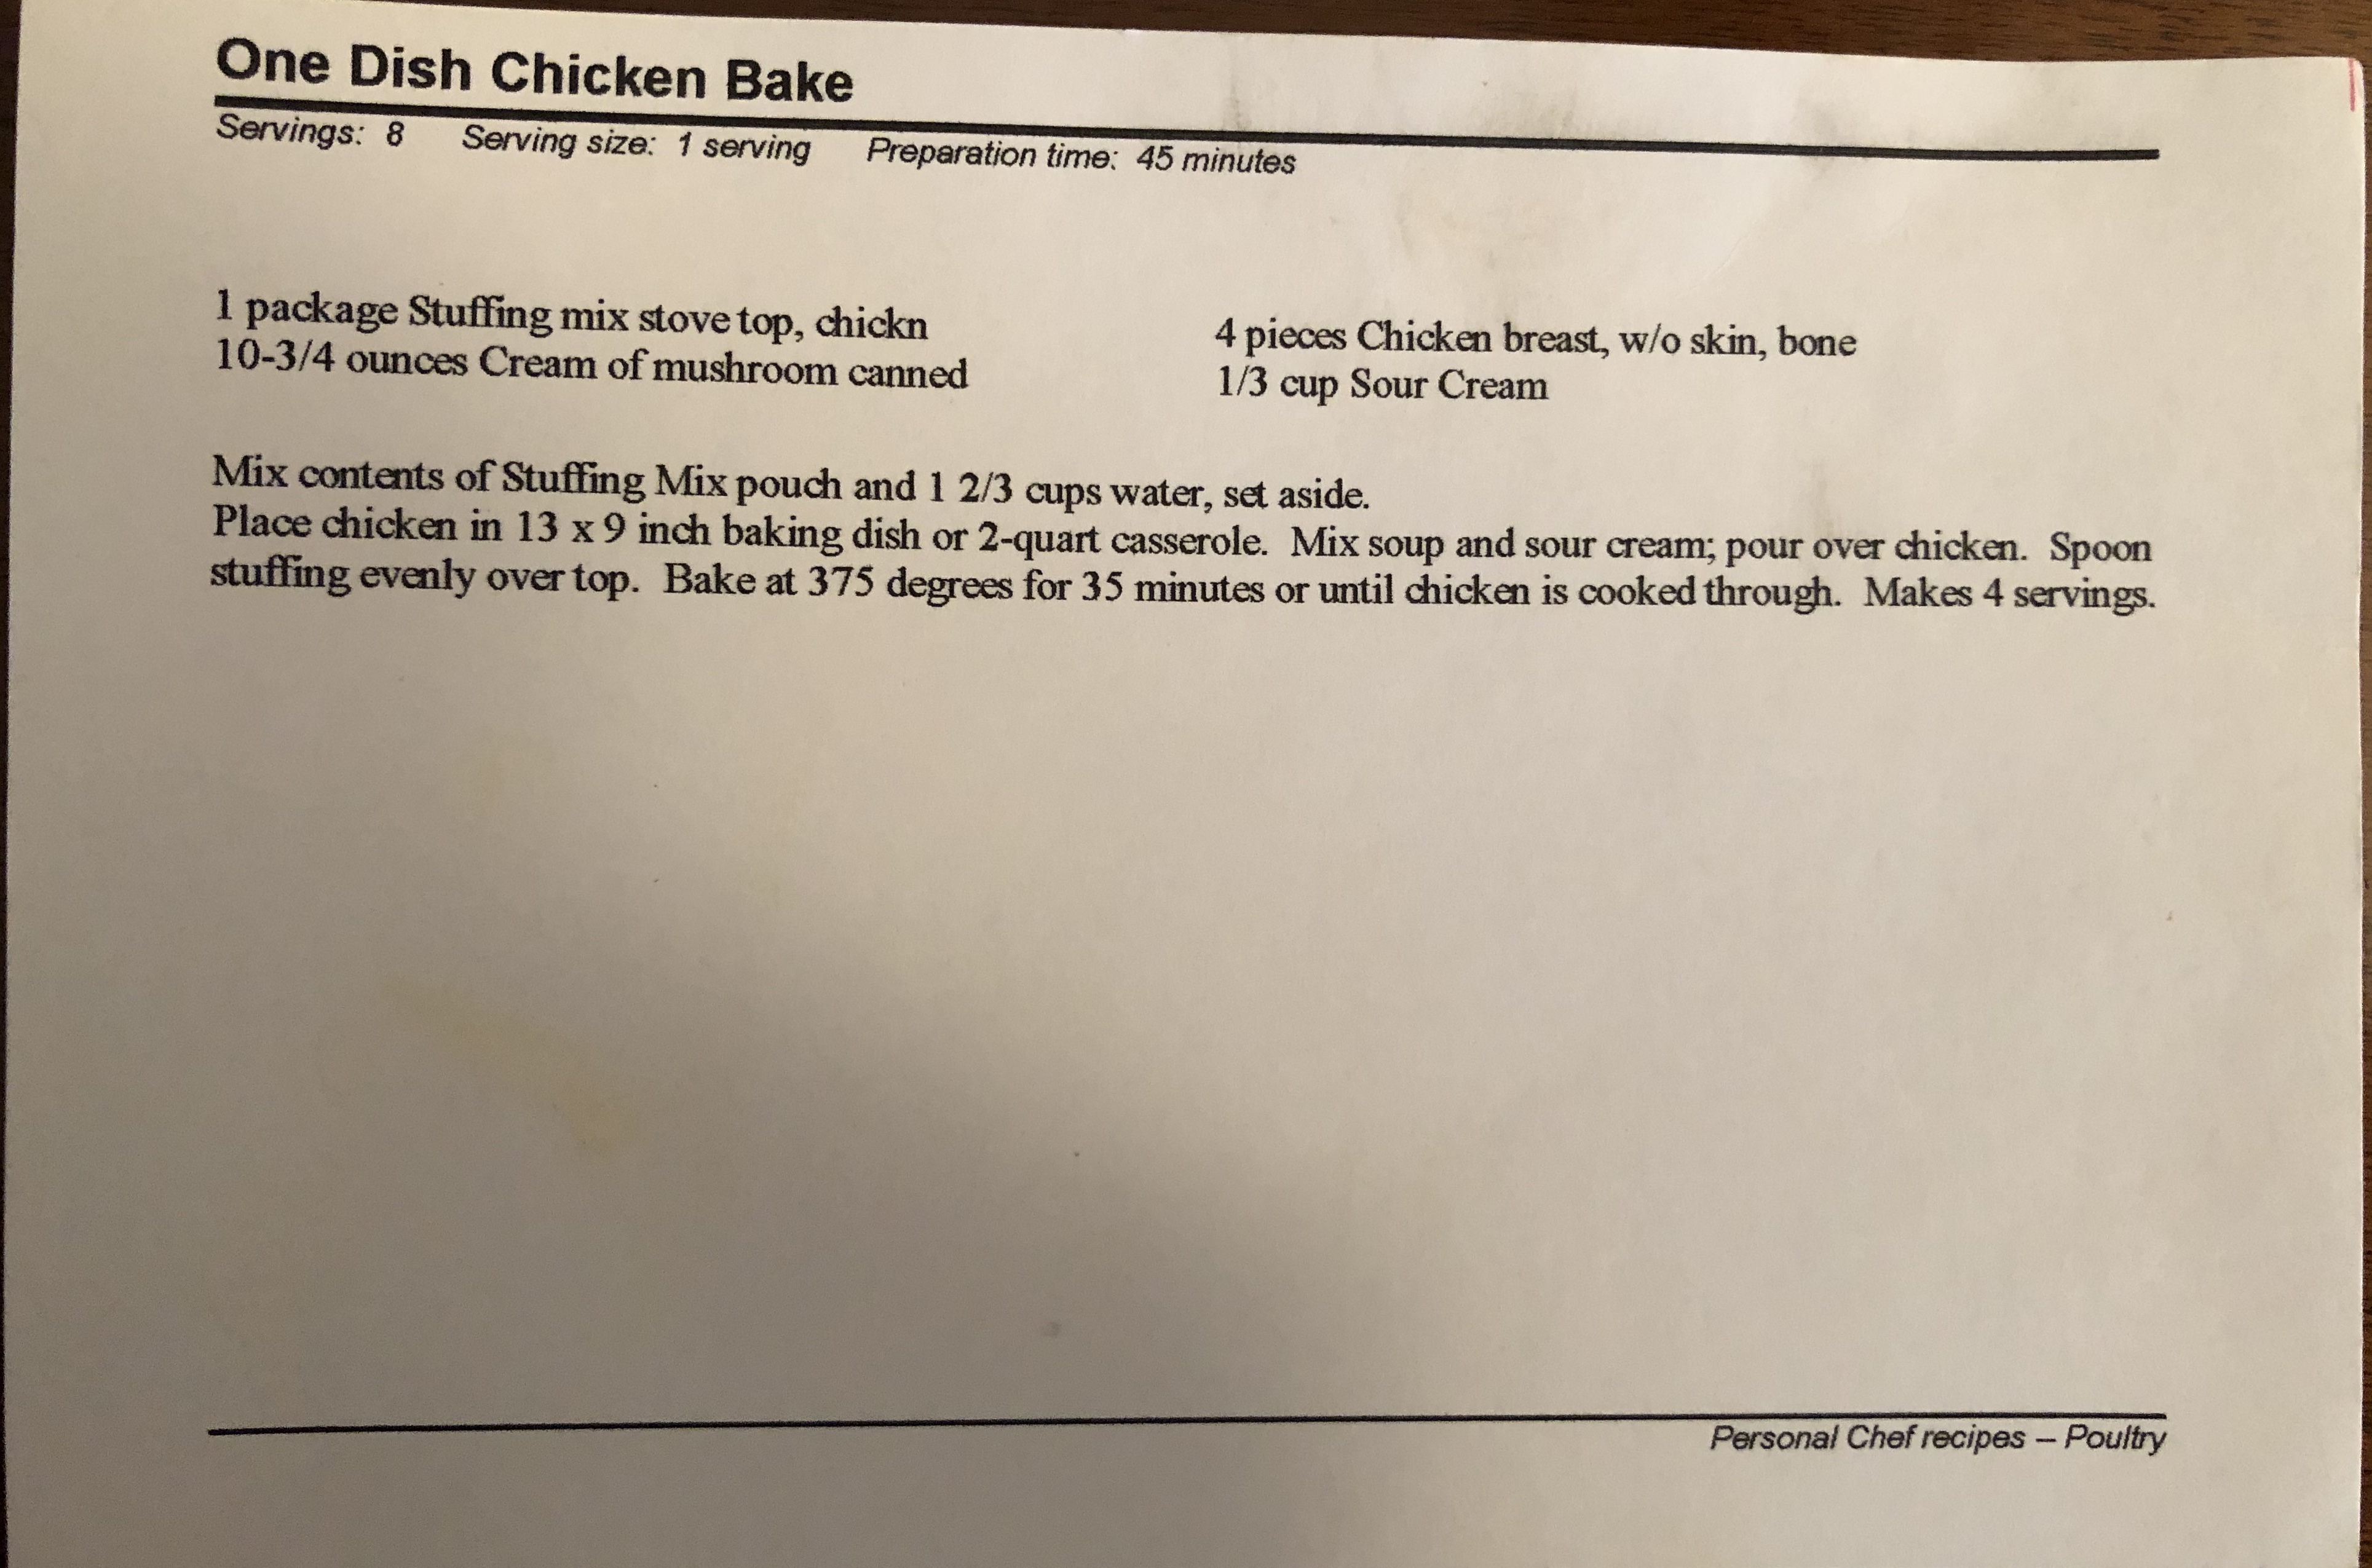 One Dish Chicken Bake
Servings: 8 Serving size: 1 serving Preparation time: 45 minutes
1 package Stuffing mix stove top, chickn
10-3/4 ounces Cream of mushroom canned
4 pieces Chicken breast, w/o skin, bone
1/3 cup Sour Cream
Mix contents of Stuffing Mix pouch and 1 2/3 cups water, set aside.
Place chicken in 13 x 9 inch baking dish or 2-quart casserole. Mix soup and sour cream; pour over chicken. Spoon
stuffing evenly over top. Bake at 375 degrees for 35 minutes or until chicken is cooked through. Makes 4 servings.
Personal Chef recipes – Poultry